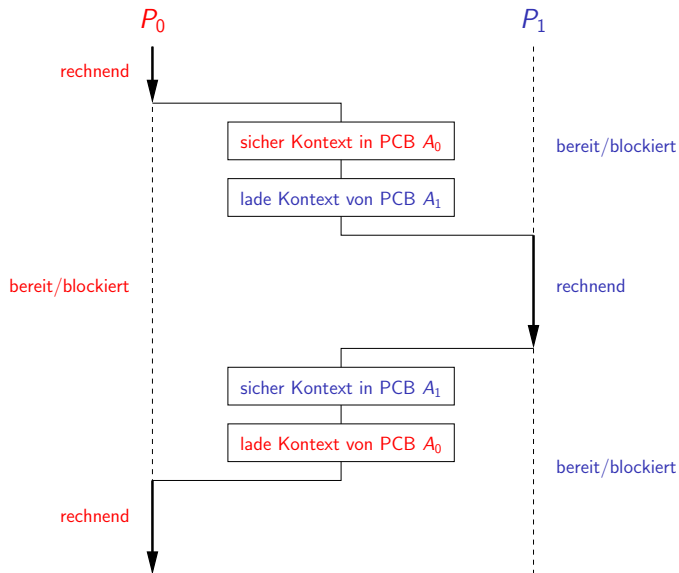 P₀
P₁
rechnend
sicher Kontext in PCB A₀
bereit/blockiert
lade Kontext von PCB A₁
bereit/blockiert
rechnend
sicher Kontext in PCB A₁
lade Kontext von PCB A₀
bereit/blockiert
rechnend